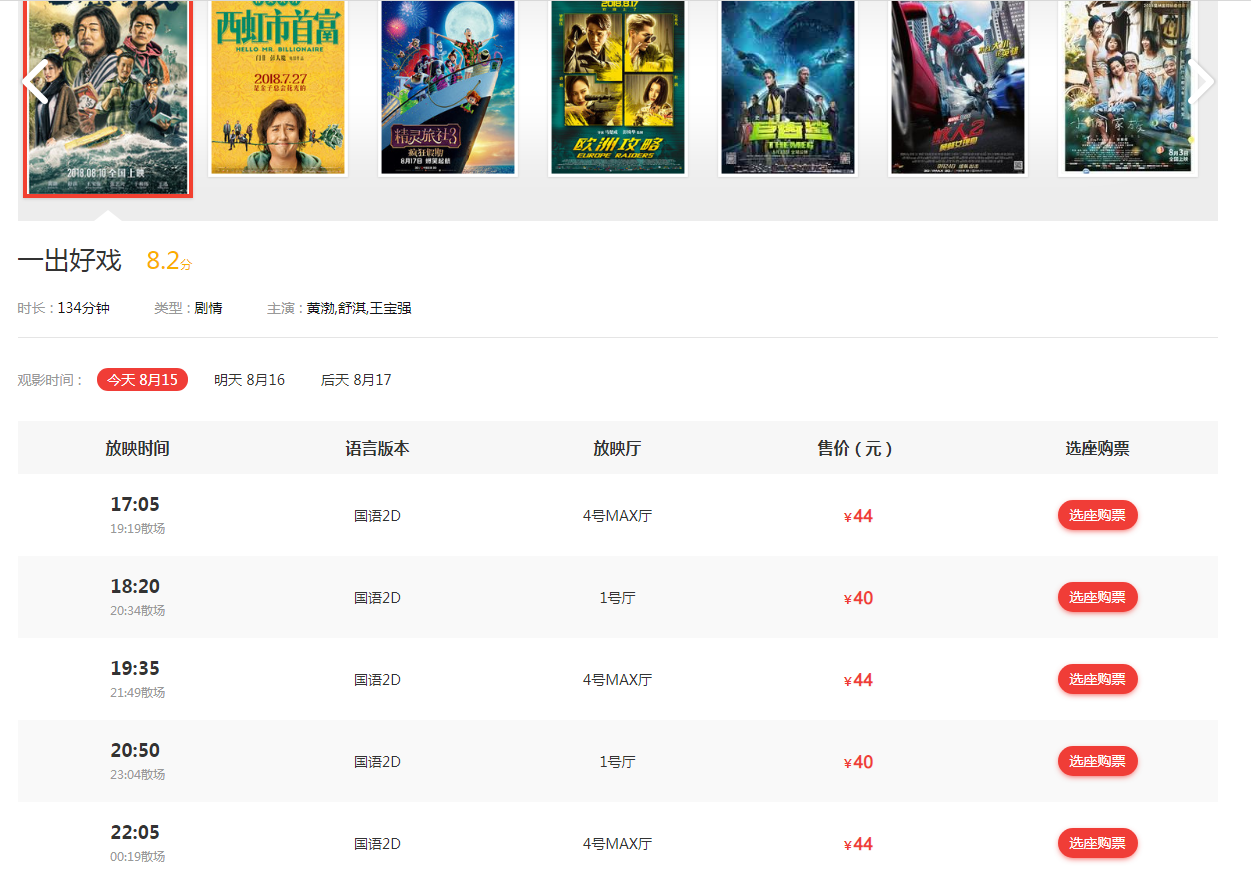 西虹市首富
HELLO MR. BILLIONAIRE
2018.7.27
2018.8.17
2018.08.10 全国上映
精灵旅社3
疯狂假期
8月17日 爆笑起航
欧洲攻略
EUROPE RAIDERS
巨齿鲨
THE MEG
蚁人2
黄蜂女现身
小偷家族
8月3日
全国上映
一出好戏 8.2分
时长 : 134分钟 类型 : 剧情 主演 : 黄渤,舒淇,王宝强
观影时间 : 今天 8月15 明天 8月16 后天 8月17
放映时间 语言版本 放映厅 售价 ( 元 ) 选座购票
17:05
19:19散场 国语2D 4号MAX厅 ¥44 选座购票
18:20
20:34散场 国语2D 1号厅 ¥40 选座购票
19:35
21:49散场 国语2D 4号MAX厅 ¥44 选座购票
20:50
23:04散场 国语2D 1号厅 ¥40 选座购票
22:05
00:19散场 国语2D 4号MAX厅 ¥44 选座购票